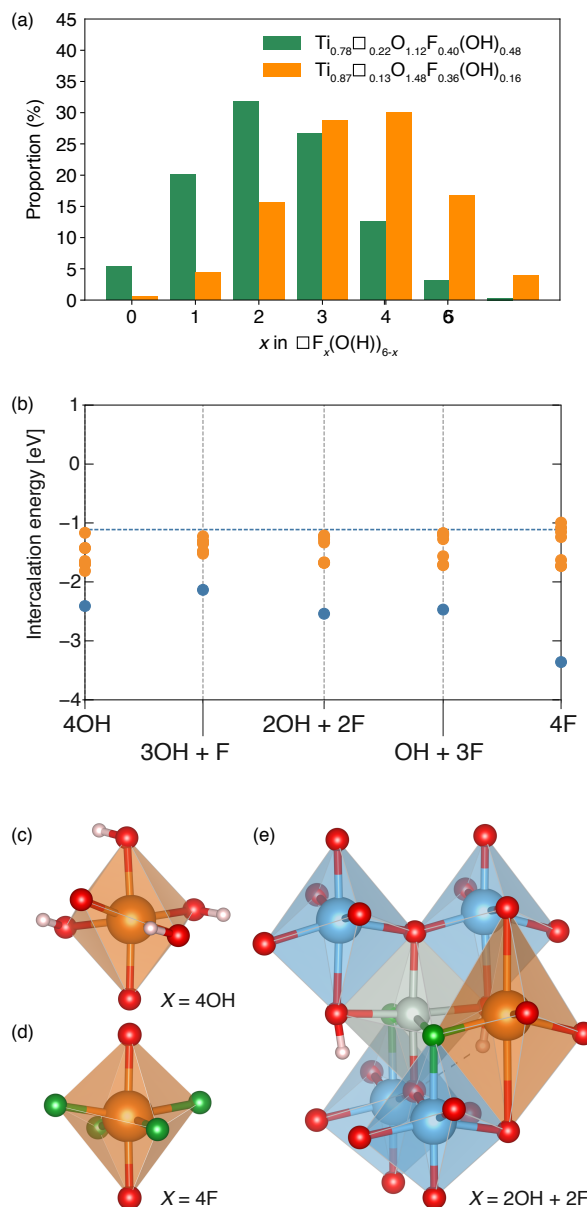 (a)
45
40
35
30
25
20
15
10
5
0
Proportion (%)
Ti0.78□0.22O1.12F0.40(OH)0.48
Ti0.87□0.13O1.48F0.36(OH)0.16
0 1 2 3 4 6
x in □Fx(O(H))6-x
(b)
1
0
−1
−2
−3
−4
Intercalation energy [eV]
4OH 2OH + 2F 4F
3OH + F OH + 3F
(c)
X = 4OH
(d)
X = 4F
(e)
X = 2OH + 2F